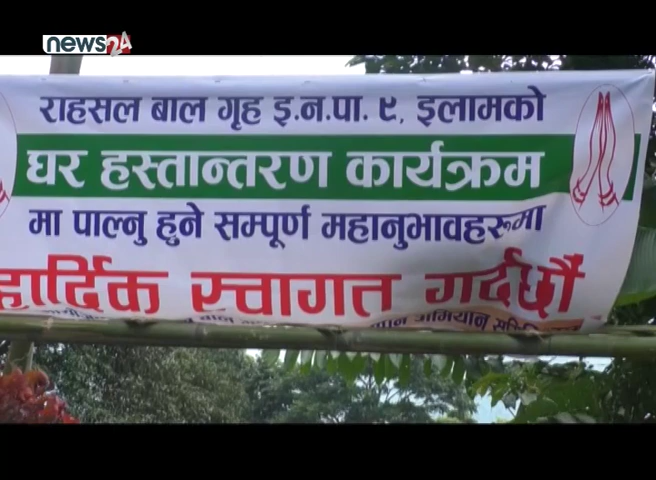 news24
राहसल बाल गृह इ.न.पा. ९, इलामको
घर हस्तान्तरण कार्यक्रम
मा पाल्नु हुने सम्पूर्ण महानुभावहरूमा
हार्दिक स्वागत गर्दछौं